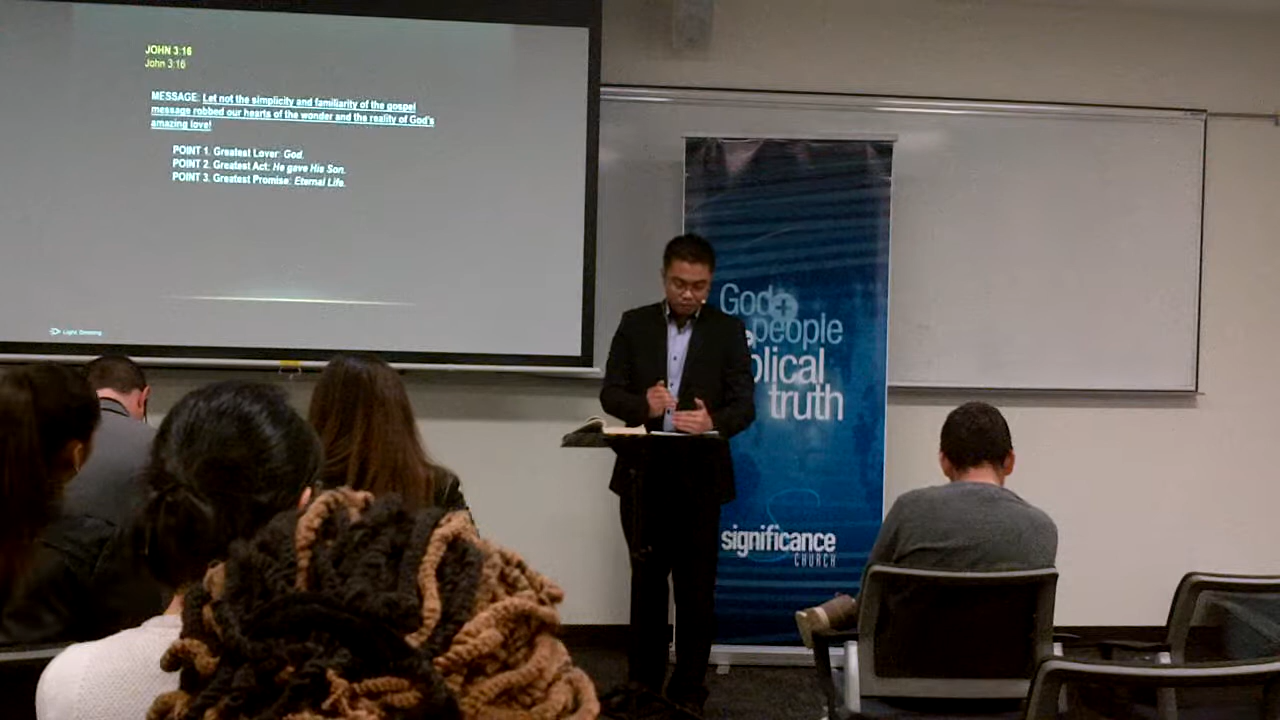 JOHN 3:16
John 3:16
MESSAGE: Let not the simplicity and familiarity of the gospel
message robbed our hearts of the wonder and the reality of God's
amazing love!
POINT 1. Greatest Lover: God.
POINT 2. Greatest Act: He gave His Son.
POINT 3. Greatest Promise: Eternal Life.
God+
people
blical
truth
significance
CHURCH